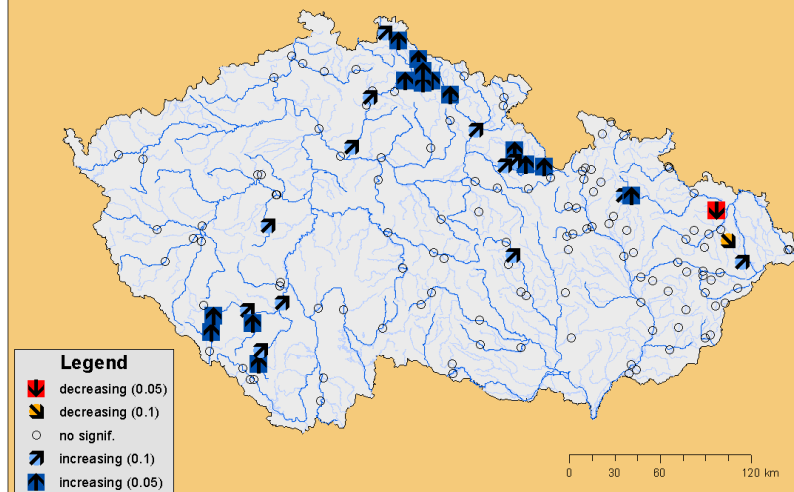 Legend
decreasing (0.05)
decreasing (0.1)
no signif.
increasing (0.1)
increasing (0.05)
0 30 60 120 km